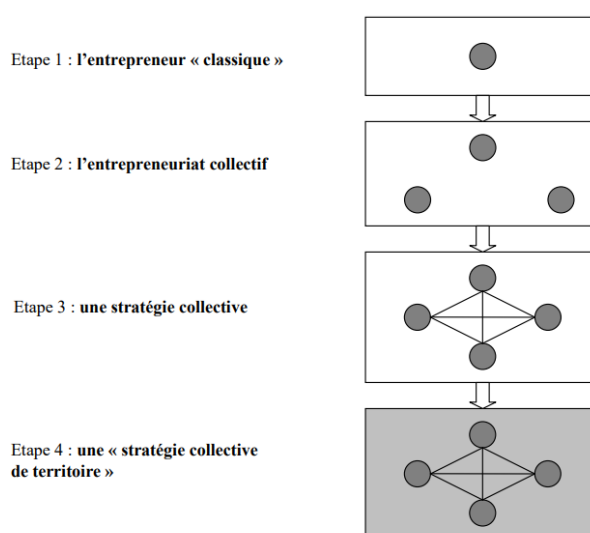 Etape 1 : l'entrepreneur « classique »
Etape 2 : l'entrepreneuriat collectif
Etape 3 : une stratégie collective
Etape 4 : une « stratégie collective
de territoire »